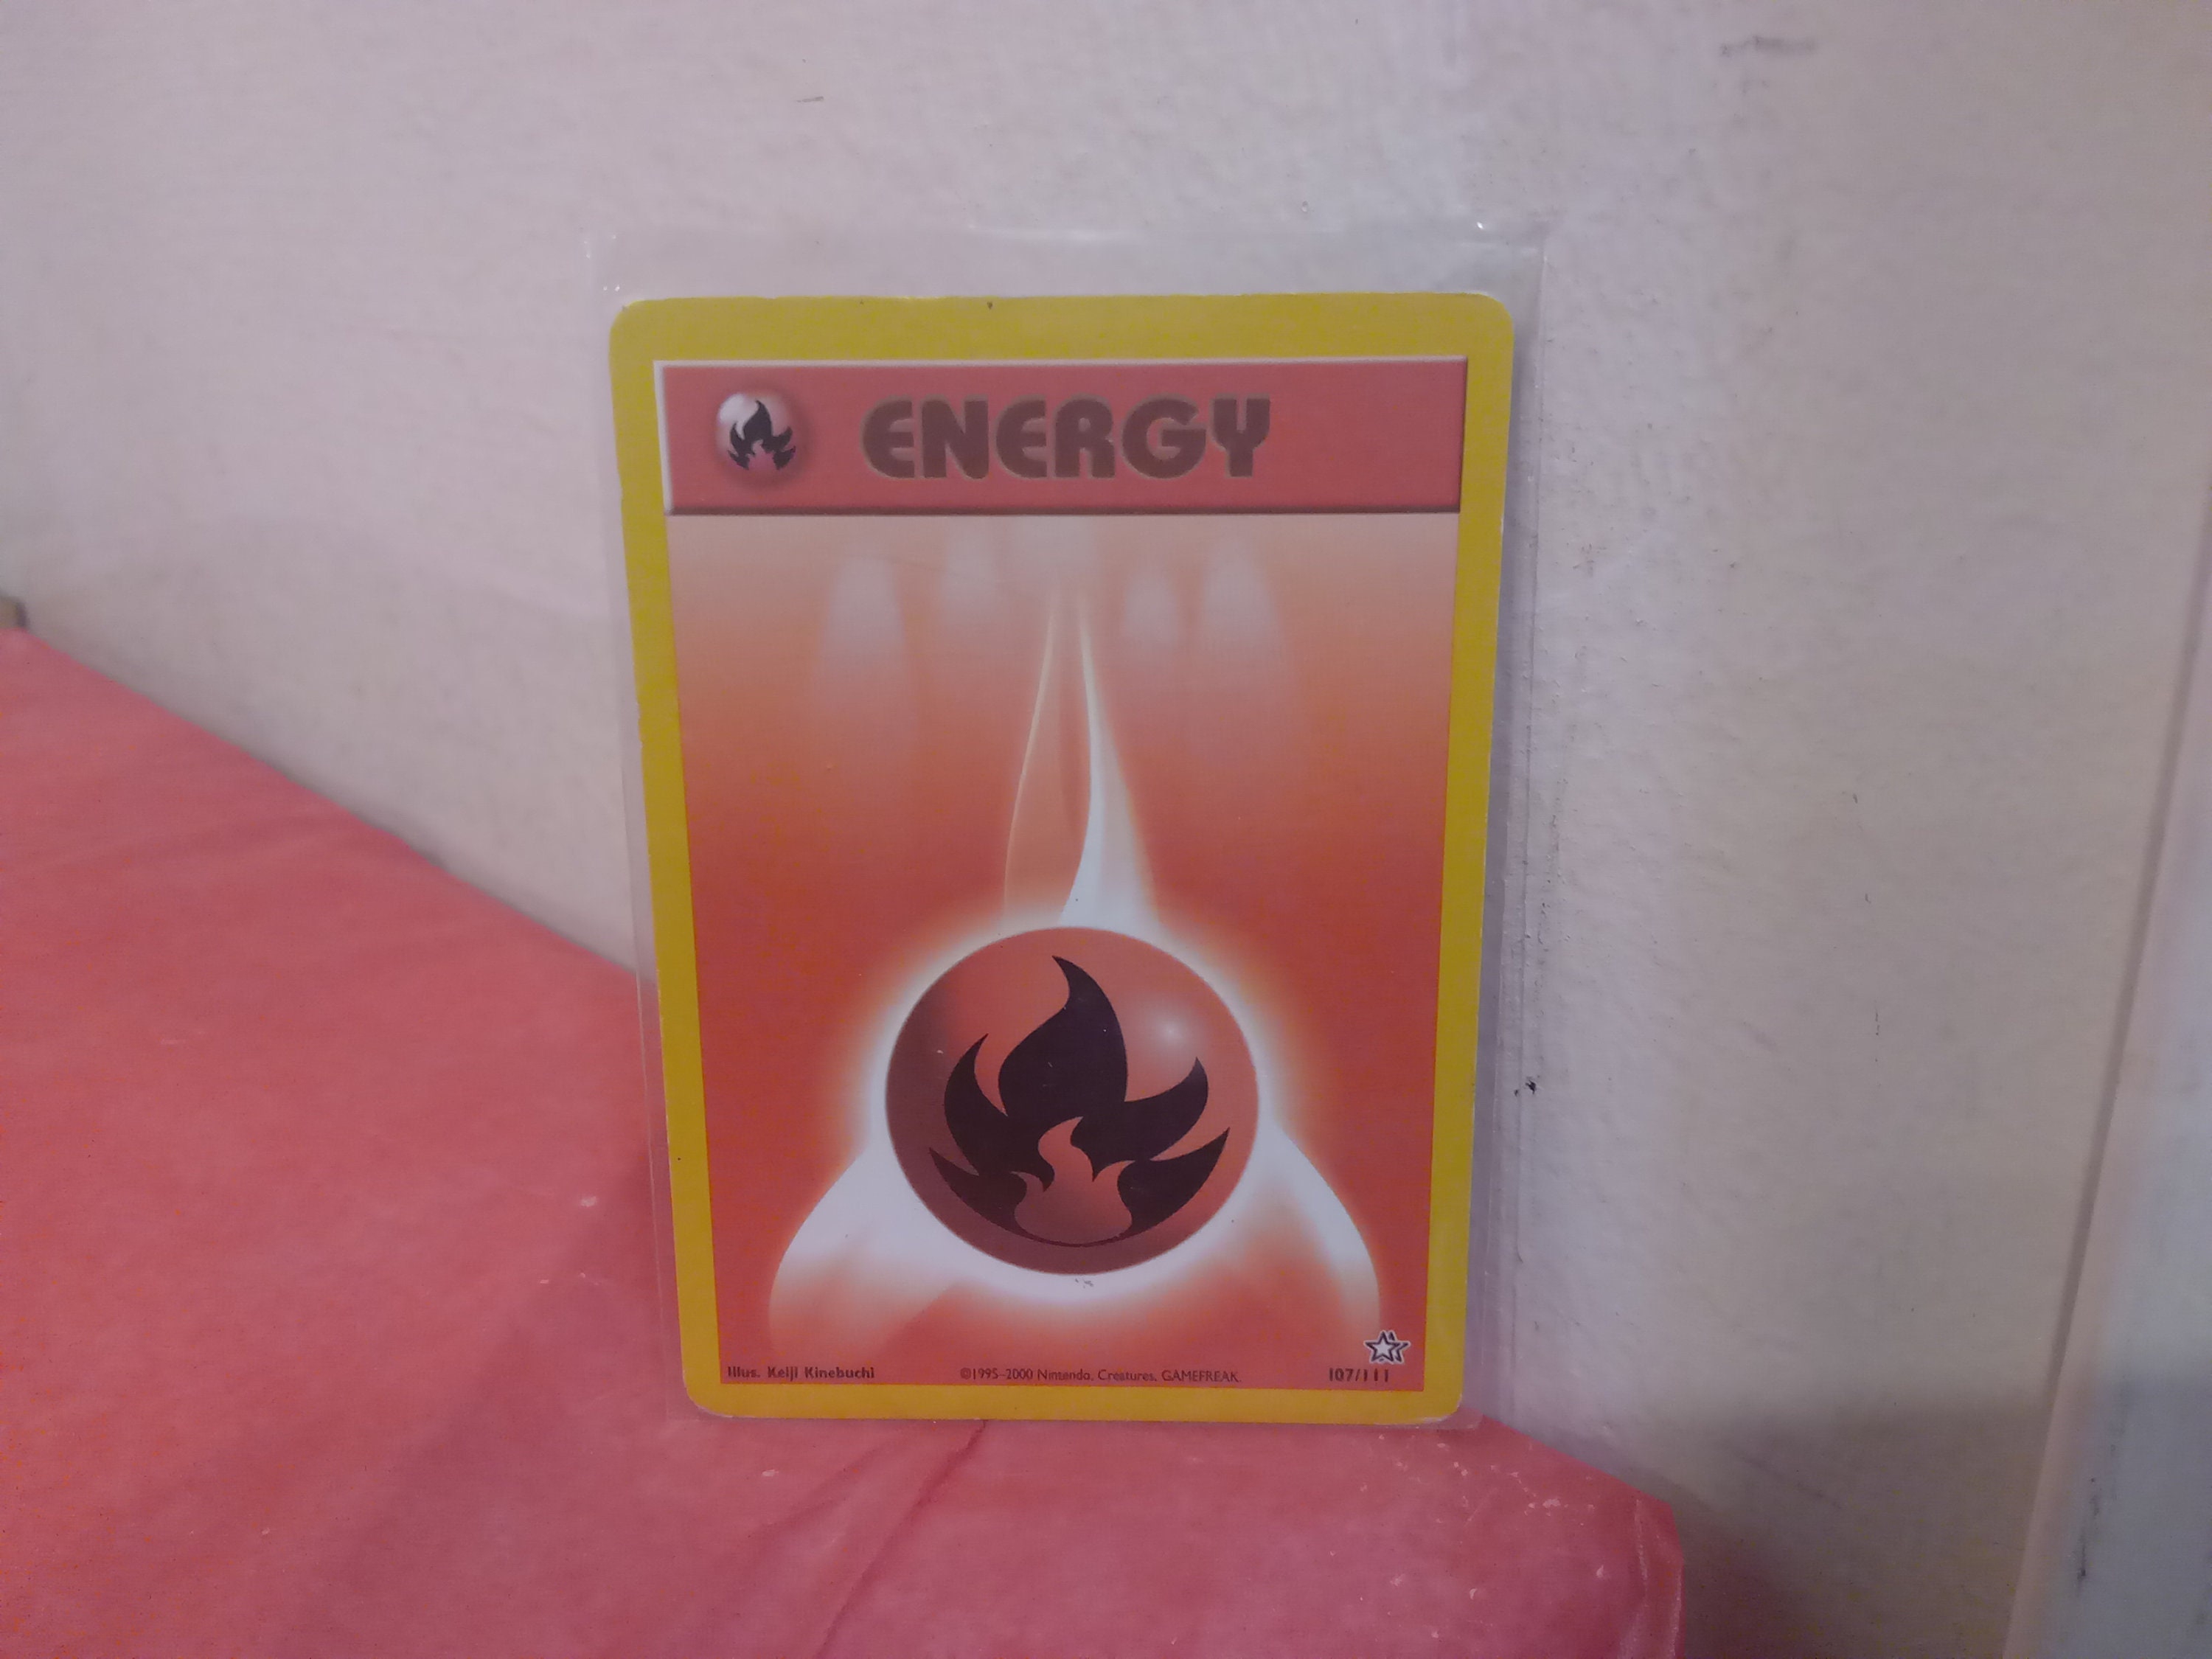 ENERGY
Illus. Keiji Kinebuchi ©1995-2000 Nintendo, Creatures, GAMEFREAK. 107/111